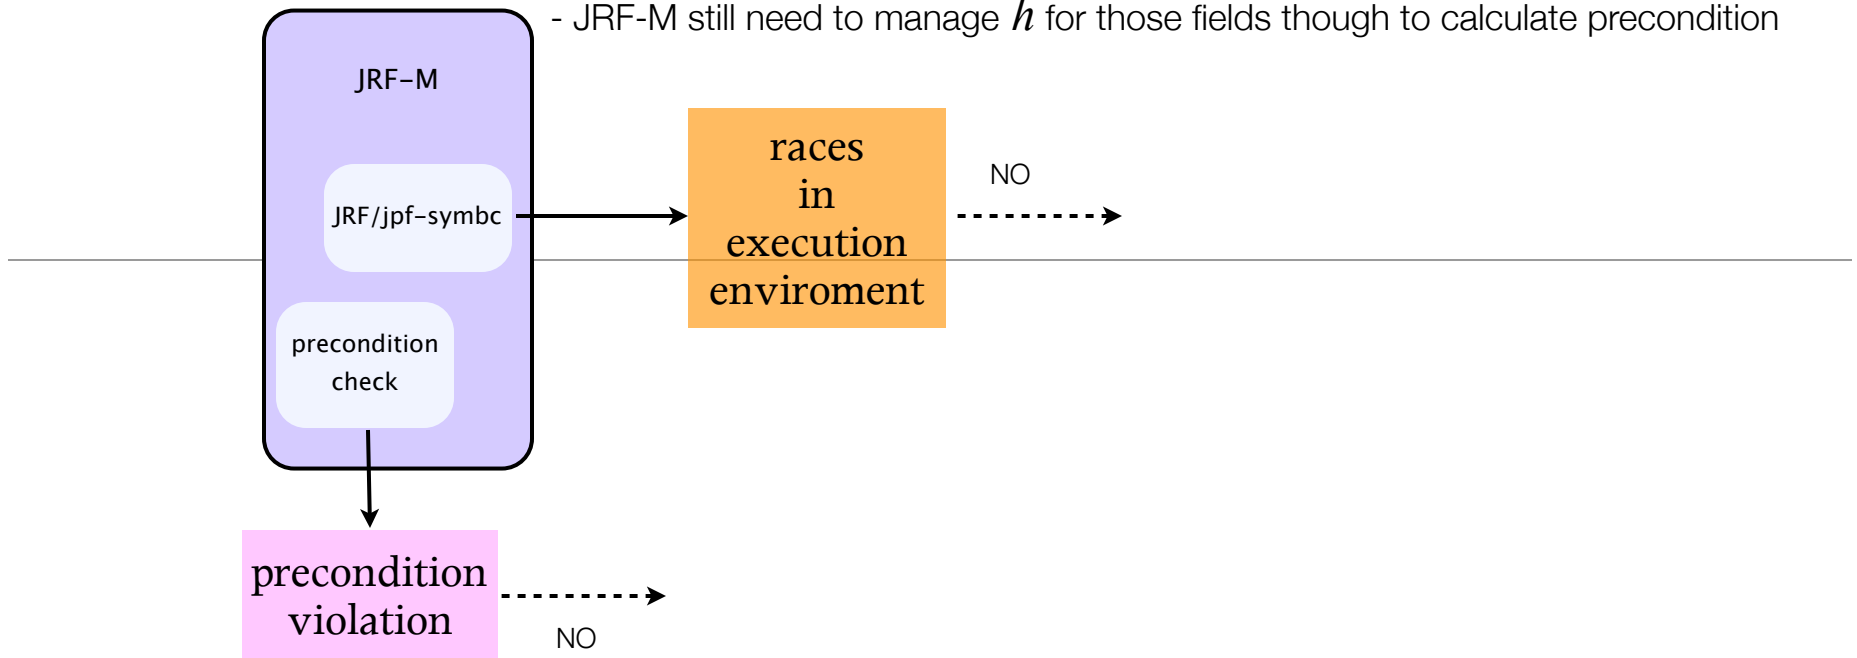 - JRF-M still need to manage h for those fields though to calculate precondition
JRF-M
races
in
execution
enviroment
NO
JRF/jpf-symbc
precondition
check
precondition
violation
NO